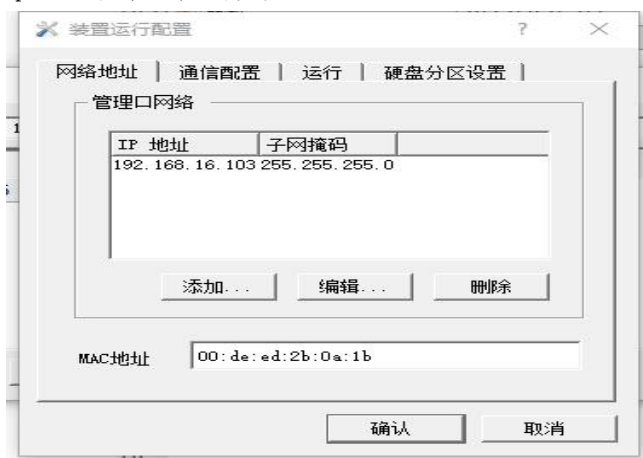 装置运行配置 ? ×
网络地址 通信配置 运行 硬盘分区设置
管理口网络
IP 地址 子网掩码
192.168.16.103 255.255.255.0
添加... 编辑... 删除
MAC地址 00:de:ed:2b:0a:1b
确认 取消